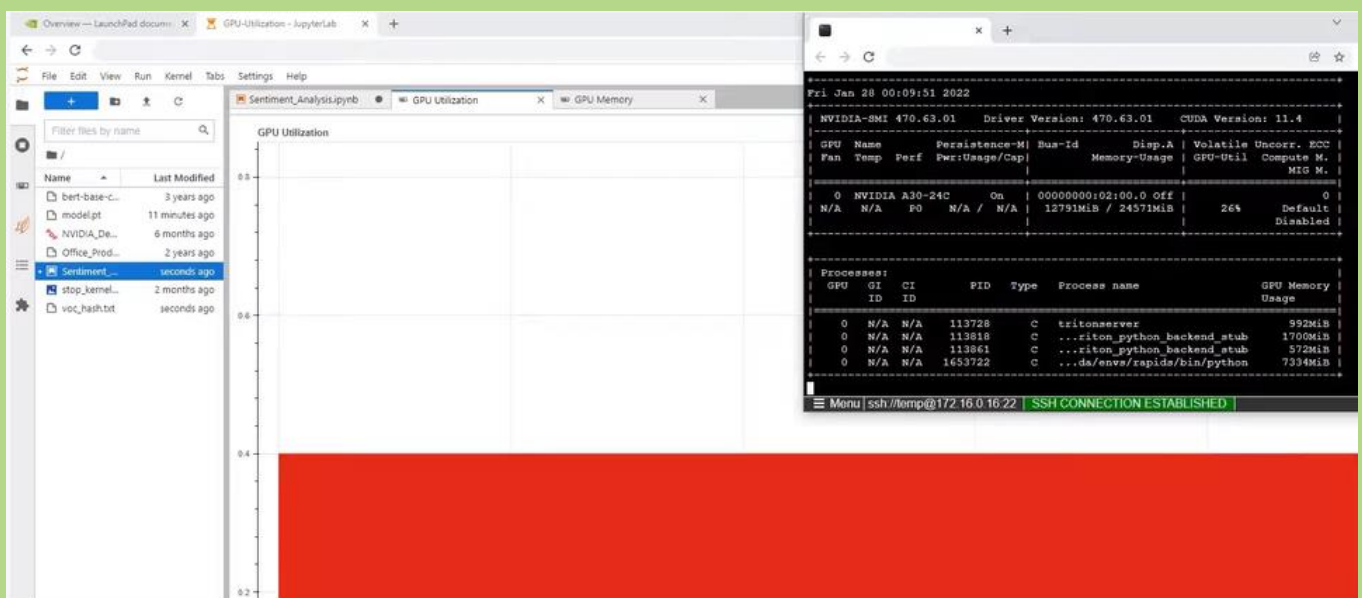 Overview — LaunchPad docume
GPU-Utilization - JupyterLab
File Edit View Run Kernel Tabs Settings Help
Filter files by name
/
Name Last Modified
bert-base-c... 3 years ago
model.pt 11 minutes ago
NVIDIA_De... 6 months ago
Office_Prod... 2 years ago
Sentiment_... seconds ago
stop_kernel... 2 months ago
voc_hash.txt seconds ago
Sentiment_Analysis.ipynb GPU Utilization GPU Memory
GPU Utilization
0.8
0.6
0.4
0.2
Fri Jan 28 00:09:51 2022
NVIDIA-SMI 470.63.01 Driver Version: 470.63.01 CUDA Version: 11.4
GPU Name Persistence-M| Bus-Id Disp.A | Volatile Uncorr. ECC
Fan Temp Perf Pwr:Usage/Cap| Memory-Usage | GPU-Util Compute M.
MIG M.
0 NVIDIA A30-24C On | 00000000:02:00.0 Off | 0
N/A N/A P0 N/A / N/A | 12791MiB / 24571MiB | 26% Default
Disabled
Processes:
GPU GI CI PID Type Process name GPU Memory
ID ID Usage
0 N/A N/A 113728 C tritonserver 992MiB
0 N/A N/A 113818 C ...riton_python_backend_stub 1700MiB
0 N/A N/A 113861 C ...riton_python_backend_stub 572MiB
0 N/A N/A 1653722 C ...da/envs/rapids/bin/python 7334MiB
Menu | ssh://temp@172.16.0.16:22 | SSH CONNECTION ESTABLISHED